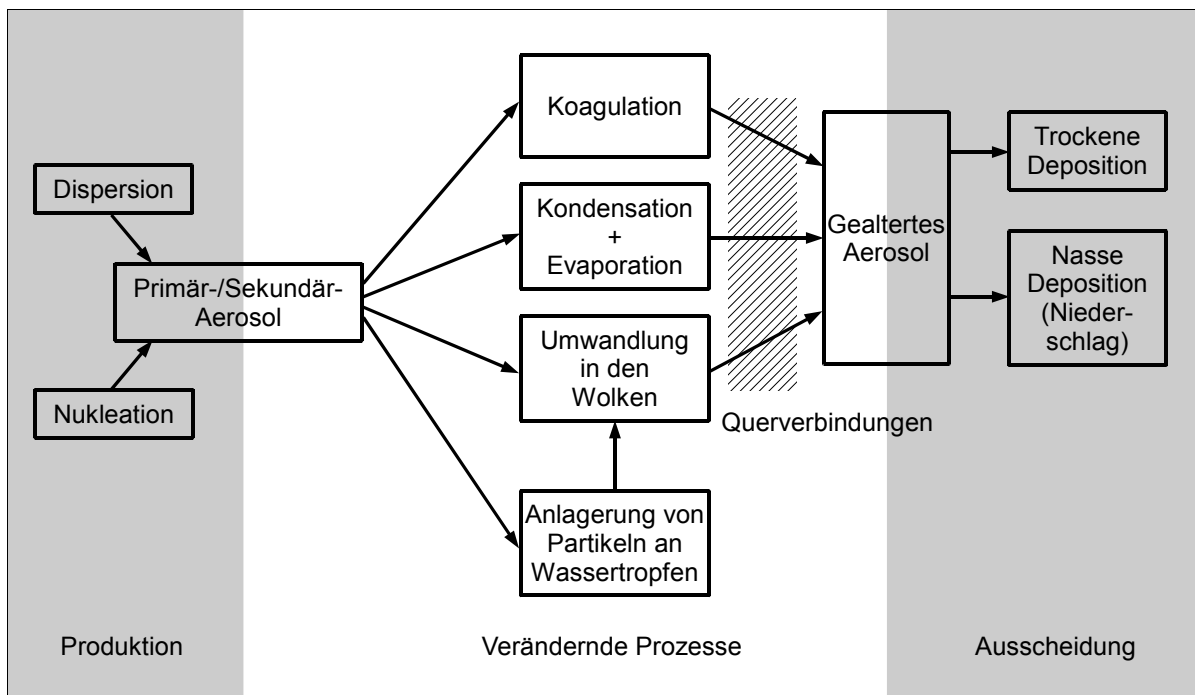 Dispersion
Primär-/Sekundär-
Aerosol
Nukleation
Koagulation
Kondensation
+
Evaporation
Umwandlung
in den
Wolken
Anlagerung von
Partikeln an
Wassertropfen
Querverbindungen
Gealtertes
Aerosol
Trockene
Deposition
Nasse
Deposition
(Nieder-
schlag)
Produktion
Verändernde Prozesse
Ausscheidung